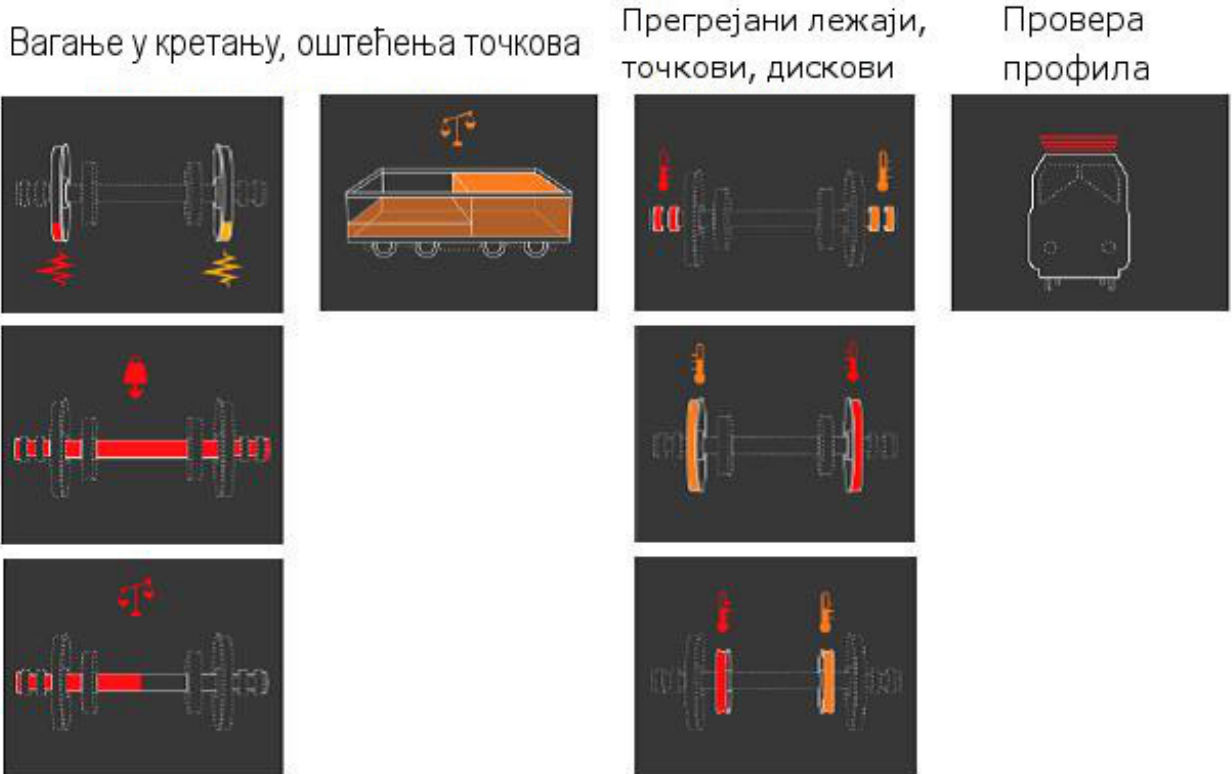 Вагање у кретању, оштећења точкова
Прегрејани лежаји,
точкови, дискови
Провера
профила